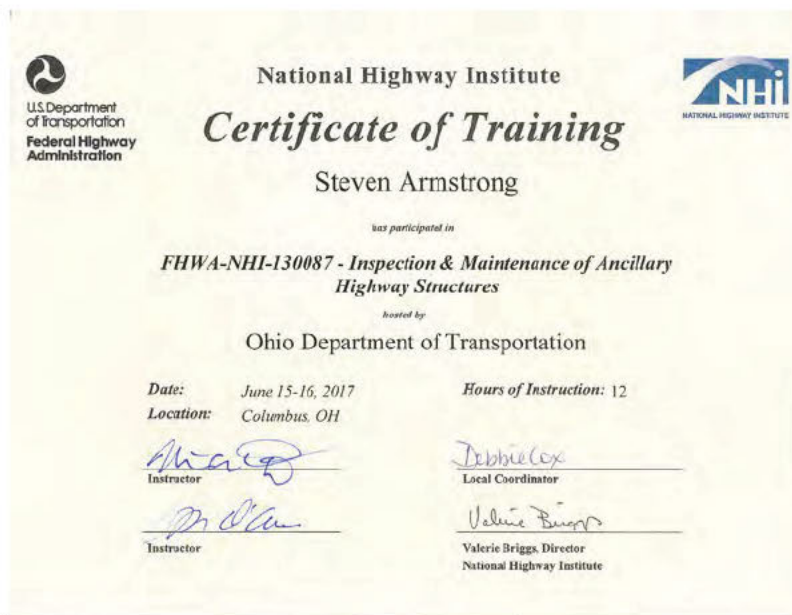 U.S. Department
of Transportation
Federal Highway
Administration
National Highway Institute
NHi
NATIONAL HIGHWAY INSTITUTE
Certificate of Training
Steven Armstrong
has participated in
FHWA-NHI-130087 - Inspection & Maintenance of Ancillary
Highway Structures
hosted by
Ohio Department of Transportation
Date: June 15-16, 2017
Hours of Instruction: 12
Location: Columbus, OH
Instructor
Debbie Cox
Local Coordinator
Instructor
Valerie Briggs
Valerie Briggs, Director
National Highway Institute